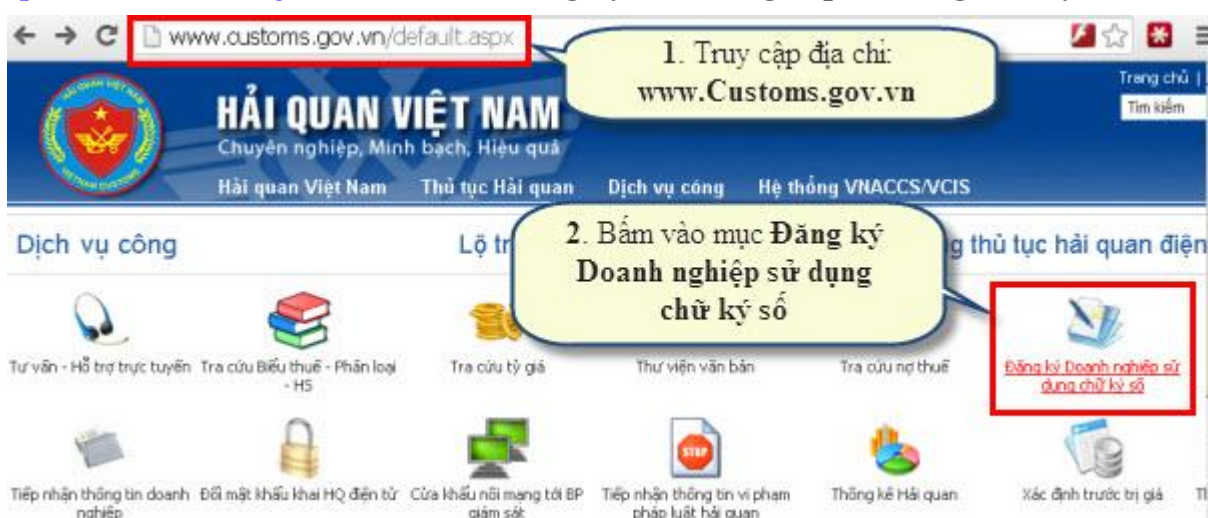 www.customs.gov.vn/default.aspx
1. Truy cập địa chỉ:
www.Customs.gov.vn
Trang chủ |
Tìm kiếm
HẢI QUAN VIỆT NAM
Chuyên nghiệp, Minh bạch, Hiệu quả
Hải quan Việt Nam Thủ tục Hải quan Dịch vụ công Hệ thống VNACCS/VCIS
2. Bấm vào mục Đăng ký
Doanh nghiệp sử dụng
chữ ký số
Dịch vụ công Lộ thủ tục hải quan điện
Tư vấn - Hỗ trợ trực tuyến Tra cứu Biểu thuế - Phân loại
- HS
Tra cứu tỷ giá Thư viện văn bản Tra cứu nợ thuế
Đăng ký Doanh nghiệp sử
dụng chữ ký số
STOP
Tiếp nhận thông tin doanh
nghiệp
Đổi mật khẩu khai HQ điện tử
Cửa khẩu nối mạng tới BP
giám sát
Tiếp nhận thông tin vi phạm
pháp luật hải quan
Thống kê Hải quan Xác định trước trị giá